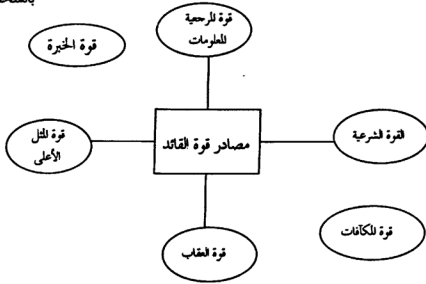 قوة المرجعية
للمعلومات
قوة الخبرة
قوة المثل
الأعلى
مصادر قوة القائد
القوة الشرعية
قوة المكافآت
قوة العقاب